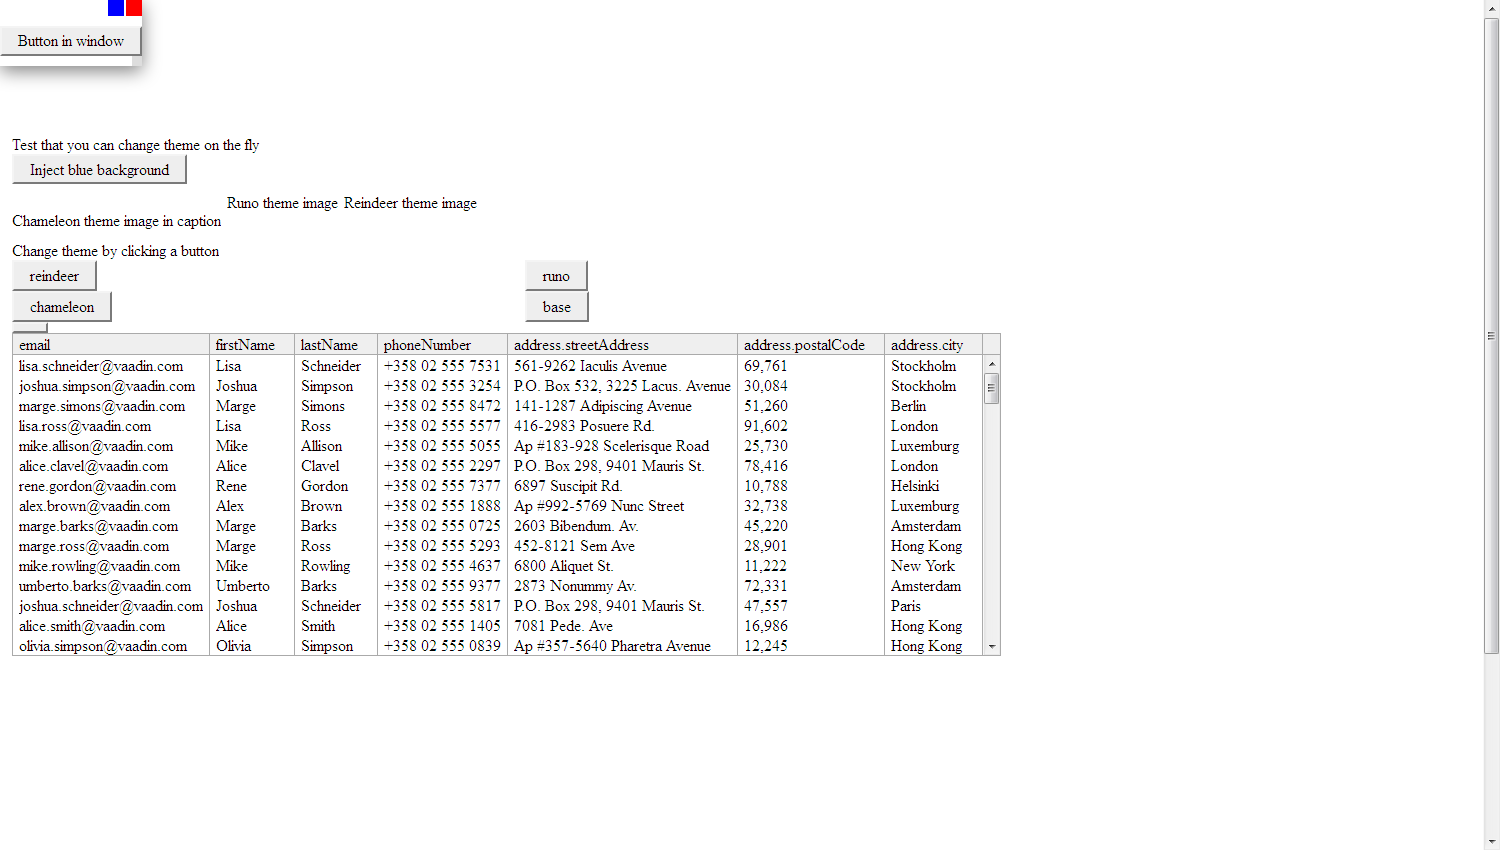 Button in window
Test that you can change theme on the fly
Inject blue background
Runo theme image Reindeer theme image
Chameleon theme image in caption
Change theme by clicking a button
reindeer runo
chameleon base
email firstName lastName phoneNumber address.streetAddress address.postalCode address.city
lisa.schneider@vaadin.com Lisa Schneider +358 02 555 7531 561-9262 Iaculis Avenue 69,761 Stockholm
joshua.simpson@vaadin.com Joshua Simpson +358 02 555 3254 P.O. Box 532, 3225 Lacus. Avenue 30,084 Stockholm
marge.simons@vaadin.com Marge Simons +358 02 555 8472 141-1287 Adipiscing Avenue 51,260 Berlin
lisa.ross@vaadin.com Lisa Ross +358 02 555 5577 416-2983 Posuere Rd. 91,602 London
mike.allison@vaadin.com Mike Allison +358 02 555 5055 Ap #183-928 Scelerisque Road 25,730 Luxemburg
alice.clavel@vaadin.com Alice Clavel +358 02 555 2297 P.O. Box 298, 9401 Mauris St. 78,416 London
rene.gordon@vaadin.com Rene Gordon +358 02 555 7377 6897 Suscipit Rd. 10,788 Helsinki
alex.brown@vaadin.com Alex Brown +358 02 555 1888 Ap #992-5769 Nunc Street 32,738 Luxemburg
marge.barks@vaadin.com Marge Barks +358 02 555 0725 2603 Bibendum. Av. 45,220 Amsterdam
marge.ross@vaadin.com Marge Ross +358 02 555 5293 452-8121 Sem Ave 28,901 Hong Kong
mike.rowling@vaadin.com Mike Rowling +358 02 555 4637 6800 Aliquet St. 11,222 New York
umberto.barks@vaadin.com Umberto Barks +358 02 555 9377 2873 Nonummy Av. 72,331 Amsterdam
joshua.schneider@vaadin.com Joshua Schneider +358 02 555 5817 P.O. Box 298, 9401 Mauris St. 47,557 Paris
alice.smith@vaadin.com Alice Smith +358 02 555 1405 7081 Pede. Ave 16,986 Hong Kong
olivia.simpson@vaadin.com Olivia Simpson +358 02 555 0839 Ap #357-5640 Pharetra Avenue 12,245 Hong Kong